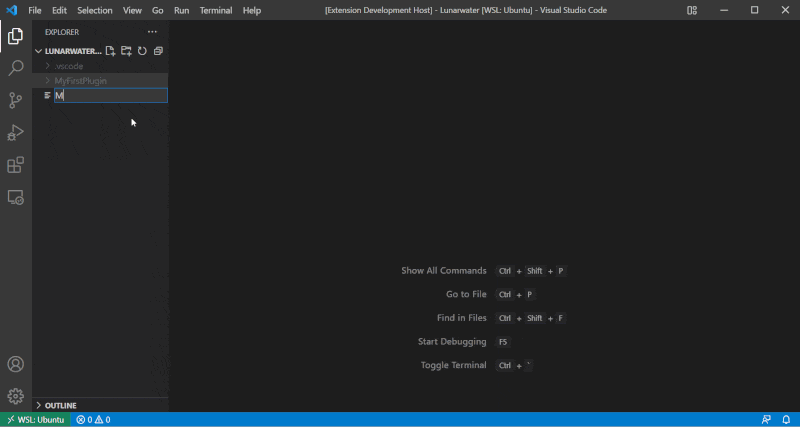 File Edit Selection View Go Run Terminal Help [Extension Development Host] - Lunarwater [WSL: Ubuntu] - Visual Studio Code
EXPLORER ···
LUNARWATER...
.vscode
MyFirstPlugin
M
Show All Commands Ctrl + Shift + P
Go to File Ctrl + P
Find in Files Ctrl + Shift + F
Start Debugging F5
Toggle Terminal Ctrl + `
OUTLINE
WSL: Ubuntu 0 0